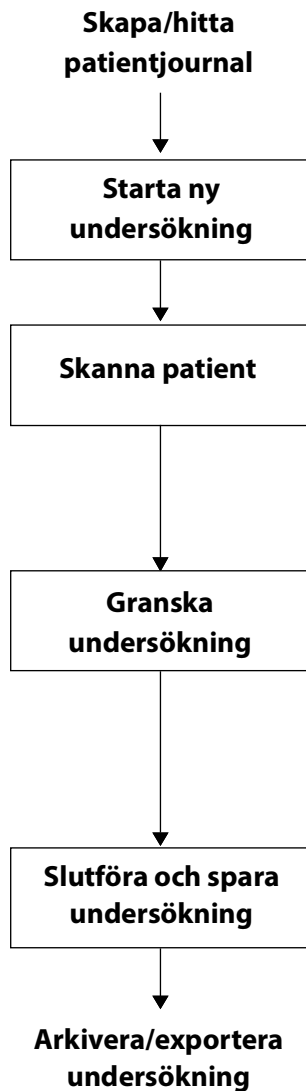 Skapa/hitta
patientjournal
Starta ny
undersökning
Skanna patient
Granska
undersökning
Slutföra och spara
undersökning
Arkivera/exportera
undersökning